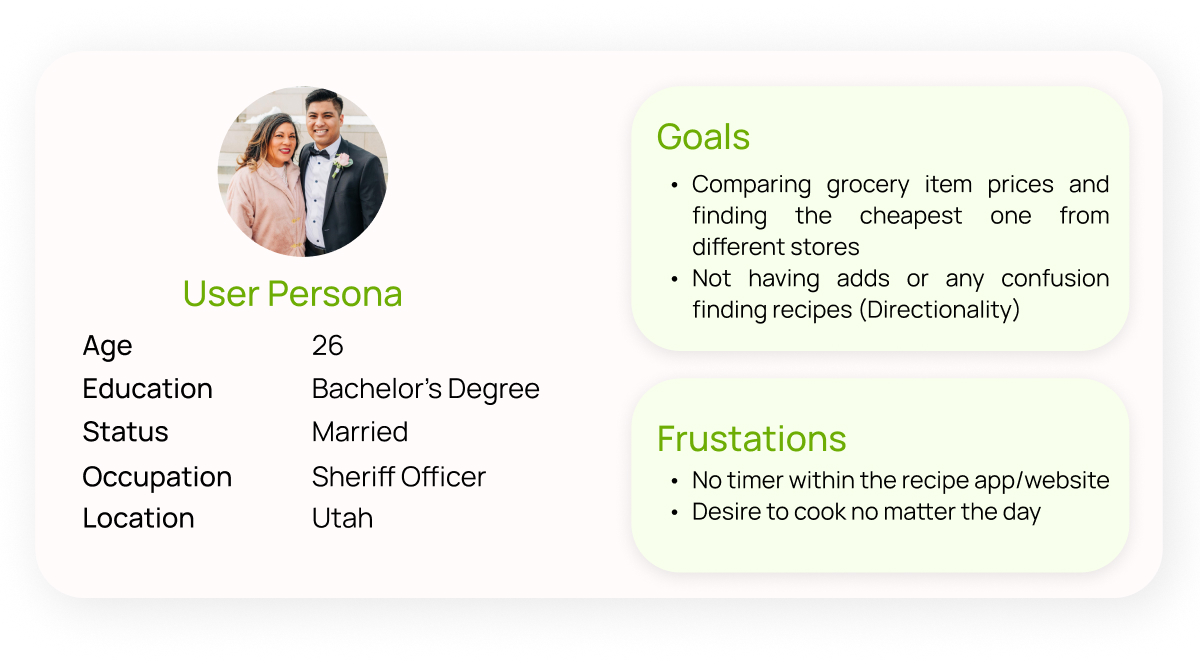 User Persona
Age 26
Education Bachelor's Degree
Status Married
Occupation Sheriff Officer
Location Utah
Goals
• Comparing grocery item prices and
finding the cheapest one from
different stores
• Not having adds or any confusion
finding recipes (Directionality)
Frustations
• No timer within the recipe app/website
• Desire to cook no matter the day